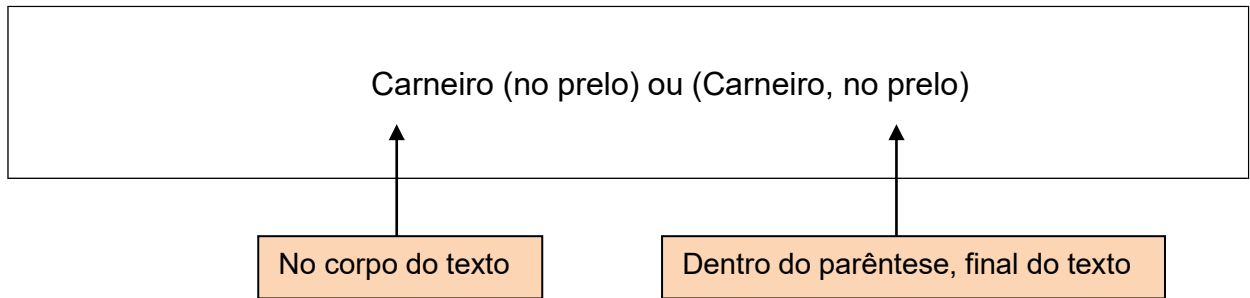 Carneiro (no prelo) ou (Carneiro, no prelo)
No corpo do texto
Dentro do parêntese, final do texto